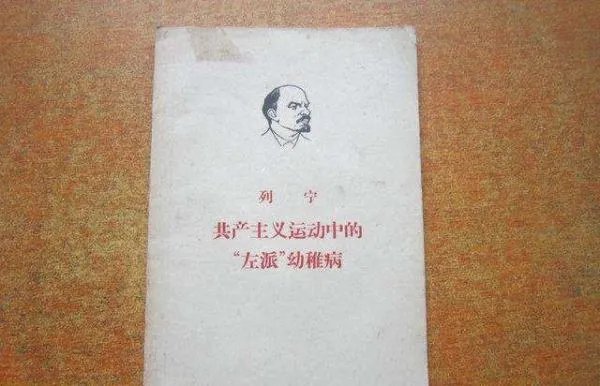 列 宁
共产主义运动中的
“左派”幼稚病